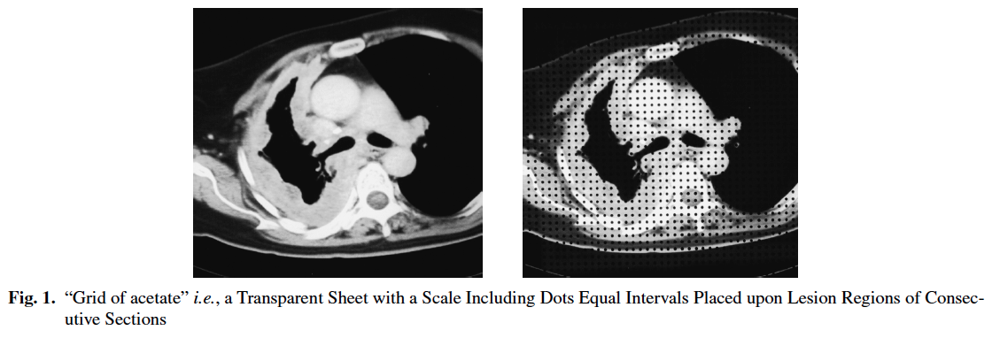 Fig. 1. “Grid of acetate” i.e., a Transparent Sheet with a Scale Including Dots Equal Intervals Placed upon Lesion Regions of Consec-
utive Sections